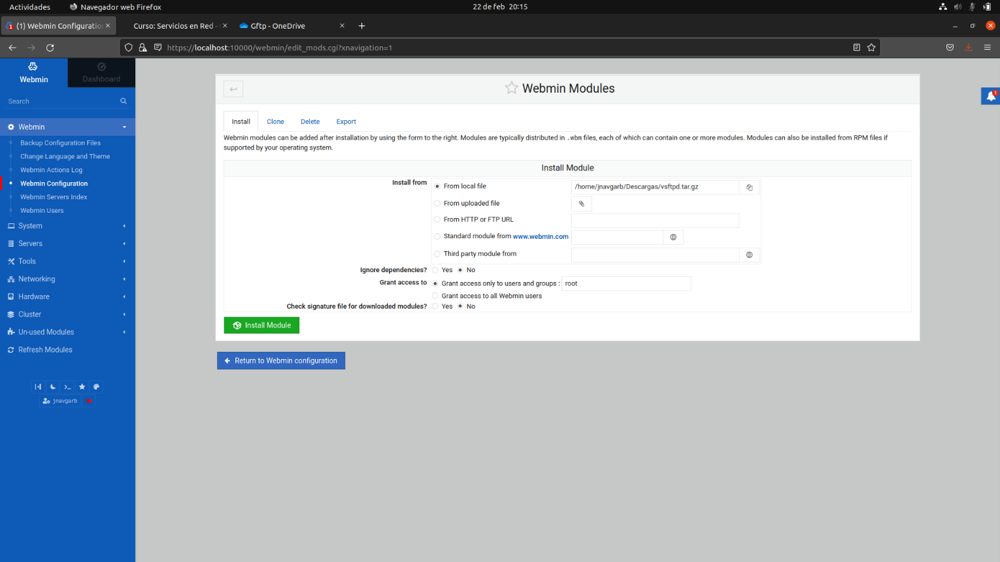 Actividades
Navegador web Firefox
22 de feb 20:15
1
(1) Webmin Configuratio
Curso: Servicios en Red -
Gftp - OneDrive
https://localhost:10000/webmin/edit_mods.cgi?xnavigation=1
Webmin
Dashboard
Search
Webmin
Backup Configuration Files
Change Language and Theme
Webmin Actions Log
Webmin Configuration
Webmin Servers Index
Webmin Users
System
Servers
Tools
Networking
Hardware
Cluster
Un-used Modules
Refresh Modules
jnavgarb
Webmin Modules
1
Install Clone Delete Export
Webmin modules can be added after installation by using the form to the right. Modules are typically distributed in .wbm files, each of which can contain one or more modules. Modules can also be installed from RPM files if
supported by your operating system.
Install Module
Install from From local file /home/jnavgarb/Descargas/vsftpd.tar.gz
From uploaded file
From HTTP or FTP URL
Standard module from www.webmin.com
Third party module from
Ignore dependencies? Yes No
Grant access to Grant access only to users and groups : root
Grant access to all Webmin users
Check signature file for downloaded modules? Yes No
Install Module
Return to Webmin configuration